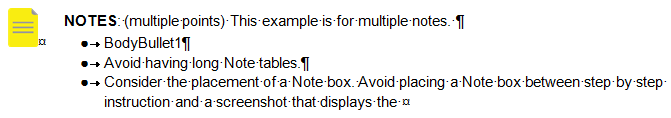 NOTES: (multiple points) This example is for multiple notes. ¶
● → BodyBullet1¶
● → Avoid having long Note tables.¶
● → Consider the placement of a Note box. Avoid placing a Note box between step by step
instruction and a screenshot that displays the ¤